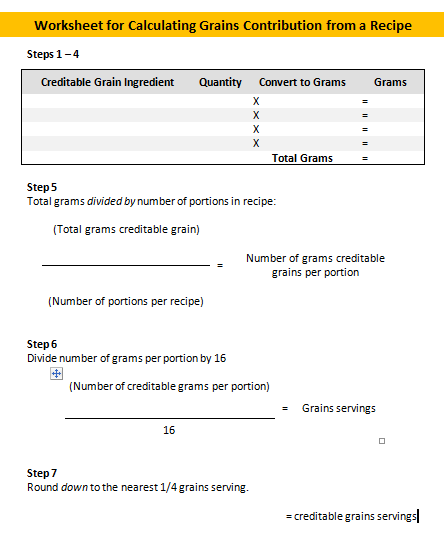 Worksheet for Calculating Grains Contribution from a Recipe
Steps 1 – 4
Creditable Grain Ingredient Quantity Convert to Grams Grams
X =
X =
X =
X =
Total Grams =
Step 5
Total grams divided by number of portions in recipe:
(Total grams creditable grain)
= Number of grams creditable
grains per portion
(Number of portions per recipe)
Step 6
Divide number of grams per portion by 16
(Number of creditable grams per portion)
= Grains servings
16
Step 7
Round down to the nearest 1/4 grains serving.
= creditable grains servings